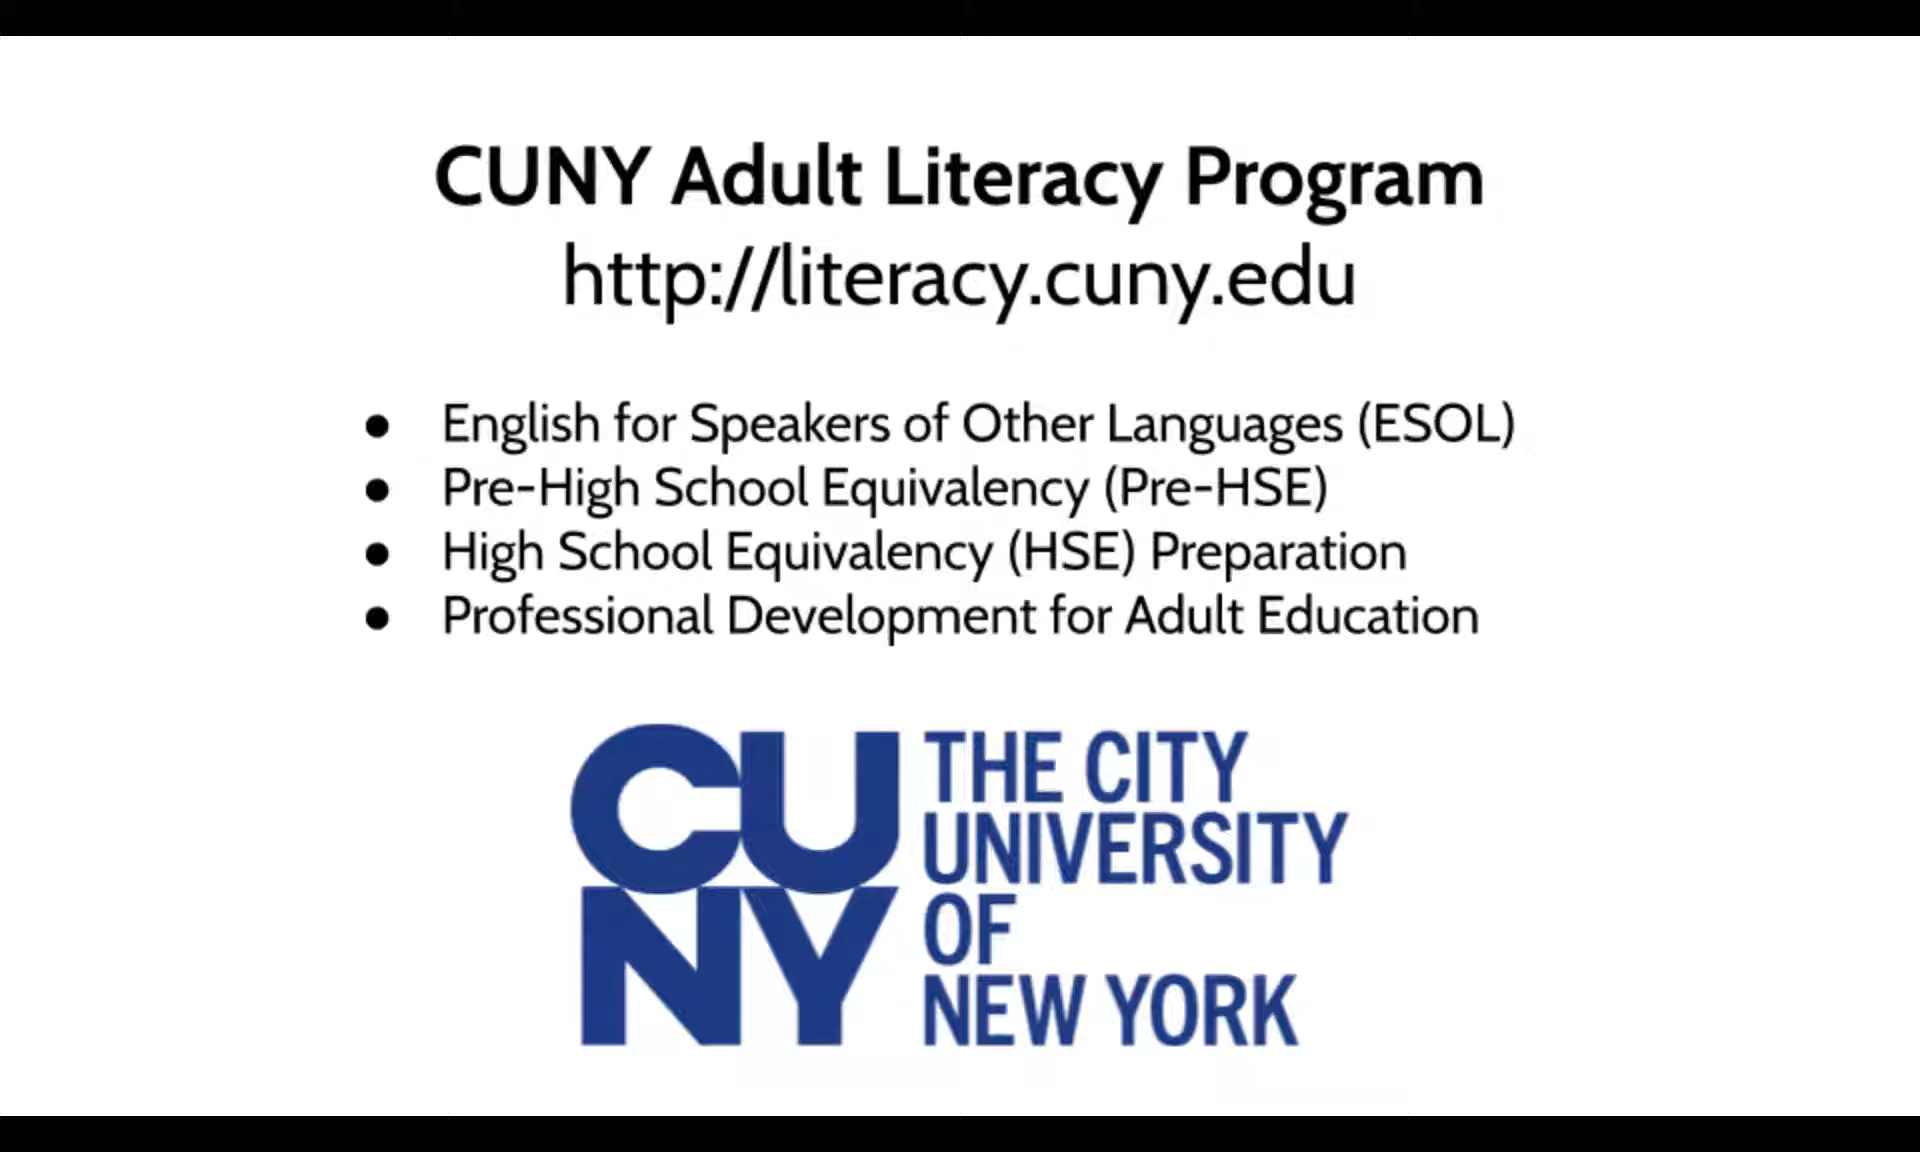 CUNY Adult Literacy Program
http://literacy.cuny.edu
● English for Speakers of Other Languages (ESOL)
● Pre-High School Equivalency (Pre-HSE)
● High School Equivalency (HSE) Preparation
● Professional Development for Adult Education
CU
NY
THE CITY
UNIVERSITY
OF
NEW YORK